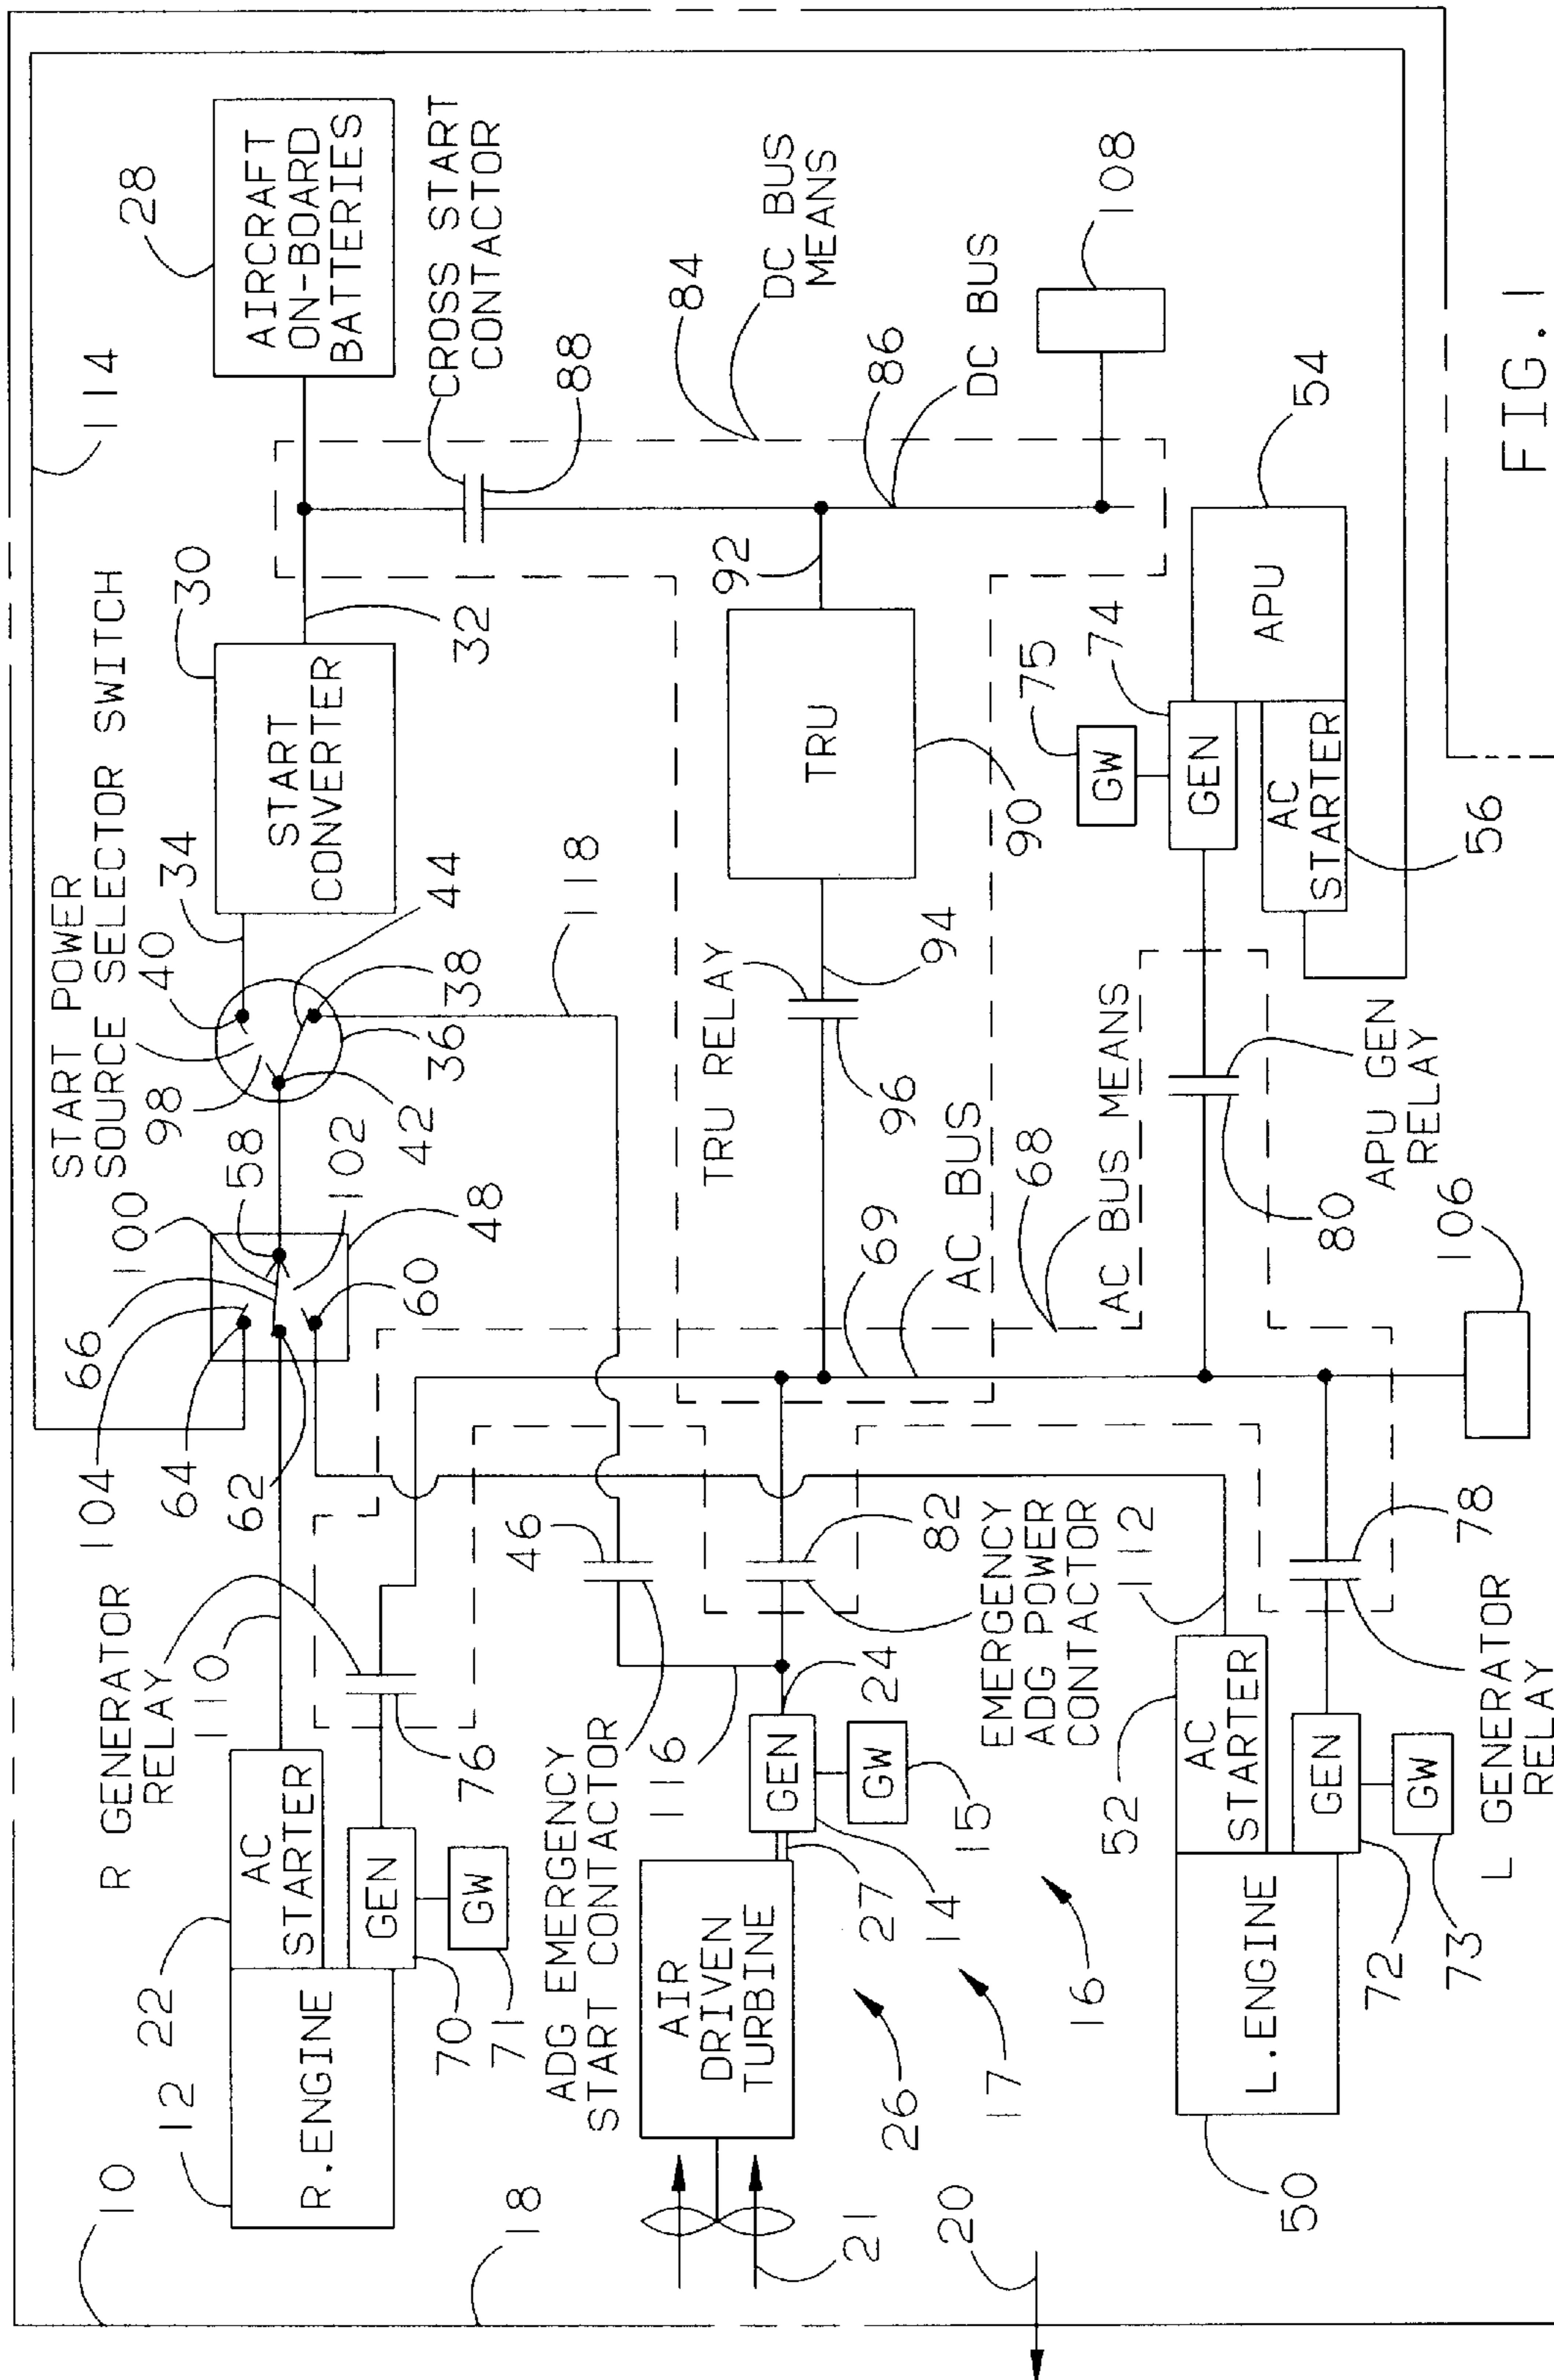 10
12
22
R.ENGINE
AC
STARTER
GEN
GW
70
71
R GENERATOR
RELAY
110
76
104
64
62
66
100
58
102
48
60
START POWER
SOURCE SELECTOR SWITCH
98
40
42
36
38
44
34
START
CONVERTER
30
32
114
AIRCRAFT
ON-BOARD
BATTERIES
28
CROSS START
CONTACTOR
88
84
DC BUS
MEANS
86
DC BUS
108
18
21
AIR
DRIVEN
TURBINE
ADG EMERGENCY
START CONTACTOR
116
46
118
GEN
GW
27
14
15
24
26
17
16
82
EMERGENCY
ADG POWER
CONTACTOR
112
69
AC BUS
TRU RELAY
96
94
TRU
90
92
68
AC BUS MEANS
20
50
L.ENGINE
52
AC
STARTER
GEN
GW
72
73
L GENERATOR
RELAY
78
106
80
APU GEN
RELAY
75
GW
74
GEN
AC
STARTER
56
APU
54
FIG.1